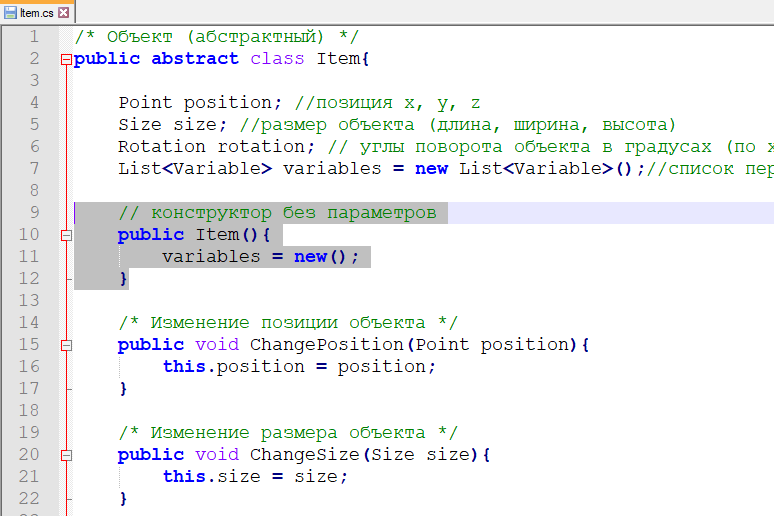 Item.cs
1 /* Объект (абстрактный) */
2 public abstract class Item{
3
4 Point position; //позиция x, y, z
5 Size size; //размер объекта (длина, ширина, высота)
6 Rotation rotation; // углы поворота объекта в градусах (по x
7 List<Variable> variables = new List<Variable>();//список пер
8
9 // конструктор без параметров
10 public Item(){
11 variables = new();
12 }
13
14 /* Изменение позиции объекта */
15 public void ChangePosition(Point position){
16 this.position = position;
17 }
18
19 /* Изменение размера объекта */
20 public void ChangeSize(Size size){
21 this.size = size;
22 }